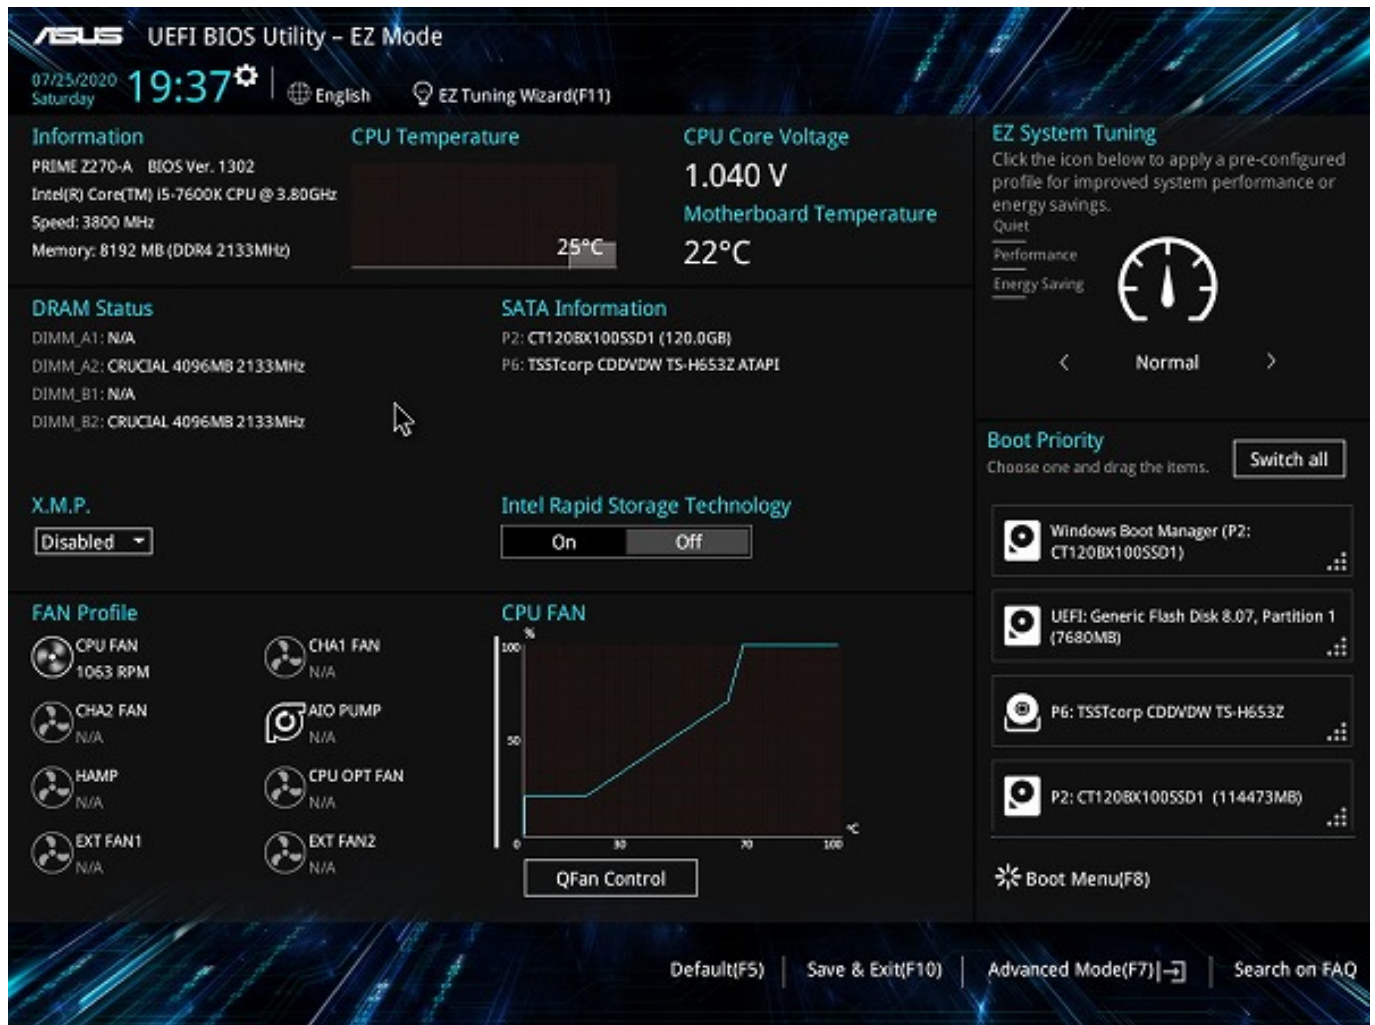 ASUS UEFI BIOS Utility – EZ Mode
07/25/2020
Saturday
19:37
English
EZ Tuning Wizard(F11)
Information
PRIME Z270-A BIOS Ver. 1302
Intel(R) Core(TM) i5-7600K CPU @ 3.80GHz
Speed: 3800 MHz
Memory: 8192 MB (DDR4 2133MHz)
CPU Temperature
25°C
CPU Core Voltage
1.040 V
Motherboard Temperature
22°C
EZ System Tuning
Click the icon below to apply a pre-configured
profile for improved system performance or
energy savings.
Quiet
Performance
Energy Saving
Normal
DRAM Status
DIMM_A1: N/A
DIMM_A2: CRUCIAL 4096MB 2133MHz
DIMM_B1: N/A
DIMM_B2: CRUCIAL 4096MB 2133MHz
SATA Information
P2: CT120BX100SSD1 (120.0GB)
P6: TSSTcorp CDDVDW TS-H653Z ATAPI
X.M.P.
Disabled
Intel Rapid Storage Technology
On Off
Boot Priority
Choose one and drag the items.
Switch all
Windows Boot Manager (P2:
CT120BX100SSD1)
UEFI: Generic Flash Disk 8.07, Partition 1
(7680MB)
P6: TSSTcorp CDDVDW TS-H653Z
P2: CT120BX100SSD1 (114473MB)
Boot Menu(F8)
FAN Profile
CPU FAN
1063 RPM
CHA1 FAN
N/A
CHA2 FAN
N/A
AIO PUMP
N/A
HAMP
N/A
CPU OPT FAN
N/A
EXT FAN1
N/A
EXT FAN2
N/A
CPU FAN
%
100
50
°C
0 30 70 100
QFan Control
Default(F5)
Save & Exit(F10)
Advanced Mode(F7)
Search on FAQ